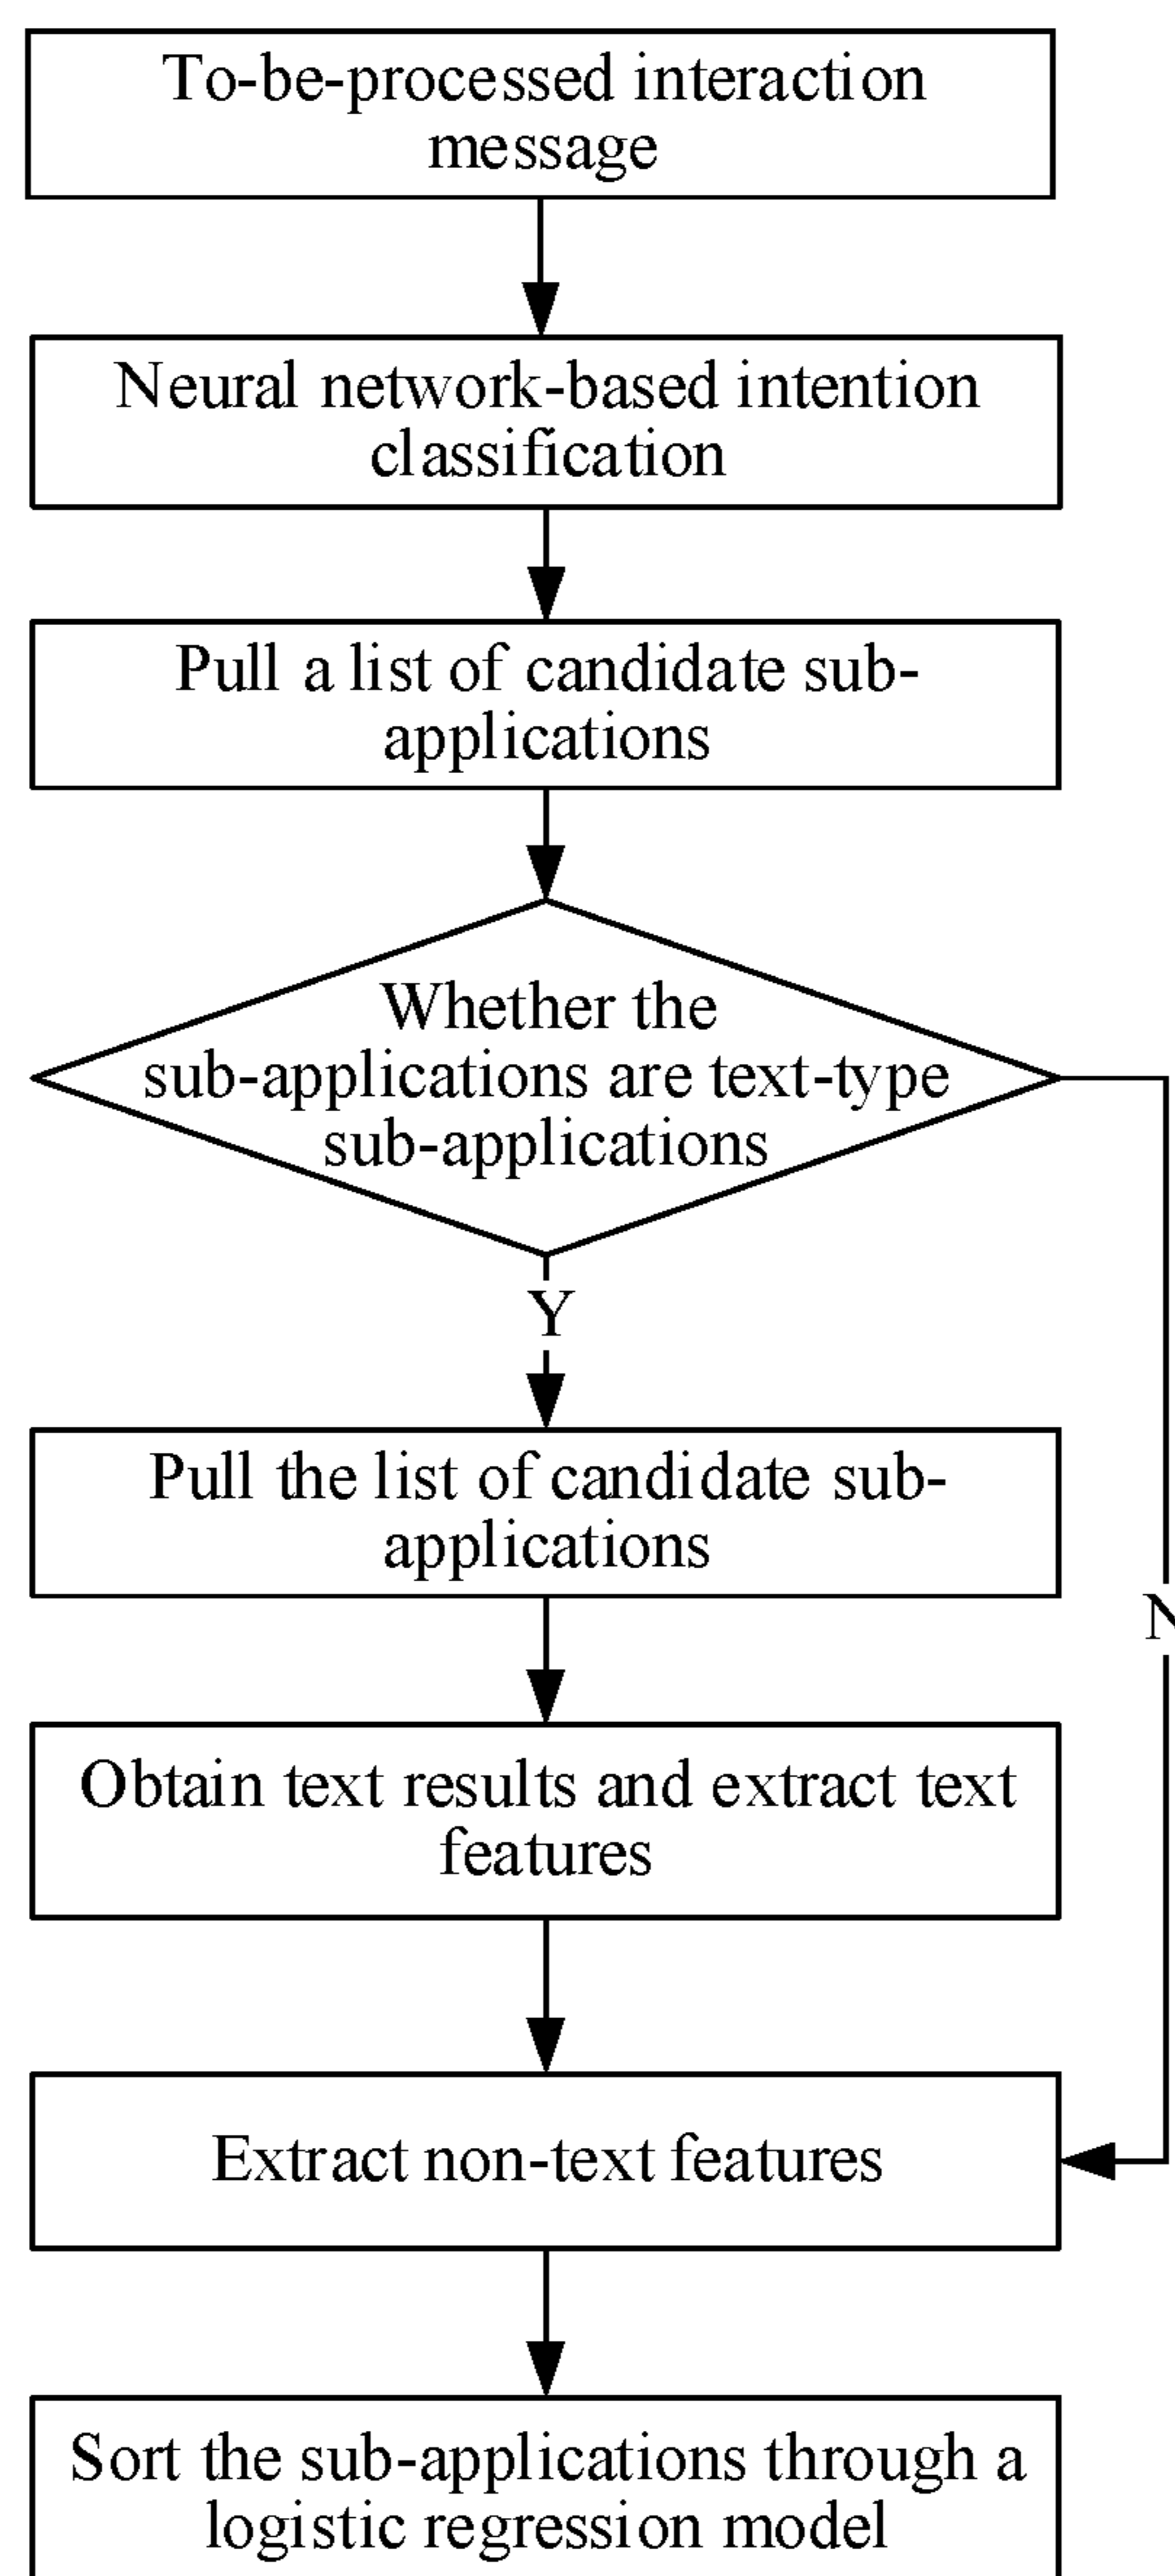 To-be-processed interaction
message
Neural network-based intention
classification
Pull a list of candidate sub-
applications
Whether the
sub-applications are text-type
sub-applications
Y
Pull the list of candidate sub-
applications
N
Obtain text results and extract text
features
Extract non-text features
Sort the sub-applications through a
logistic regression model